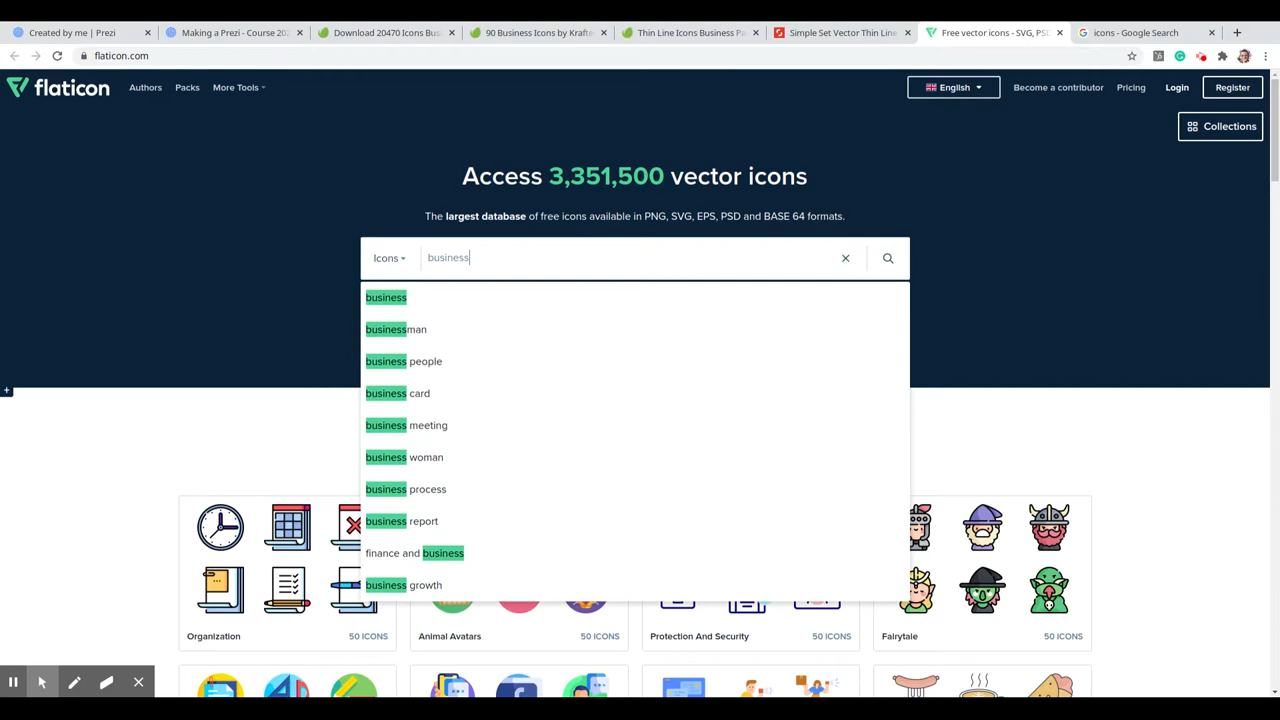 Created by me | Prezi
Making a Prezi - Course 202
Download 20470 Icons Busi
90 Business Icons by Krafte
Thin Line Icons Business Pa
Simple Set Vector Thin Line
Free vector icons - SVG, PSD
icons - Google Search
flaticon.com
flaticon
Authors
Packs
More Tools
English
Become a contributor
Pricing
Login
Register
Collections
Access 3,351,500 vector icons
The largest database of free icons available in PNG, SVG, EPS, PSD and BASE 64 formats.
Icons
business
business
businessman
business people
business card
business meeting
business woman
business process
business report
finance and business
business growth
Organization
50 ICONS
Animal Avatars
50 ICONS
Protection And Security
50 ICONS
Fairytale
50 ICONS